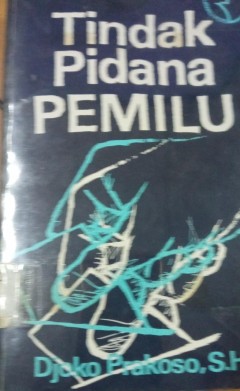 Tindak
Pidana
PEMILU
Djoko Prakoso, S.H